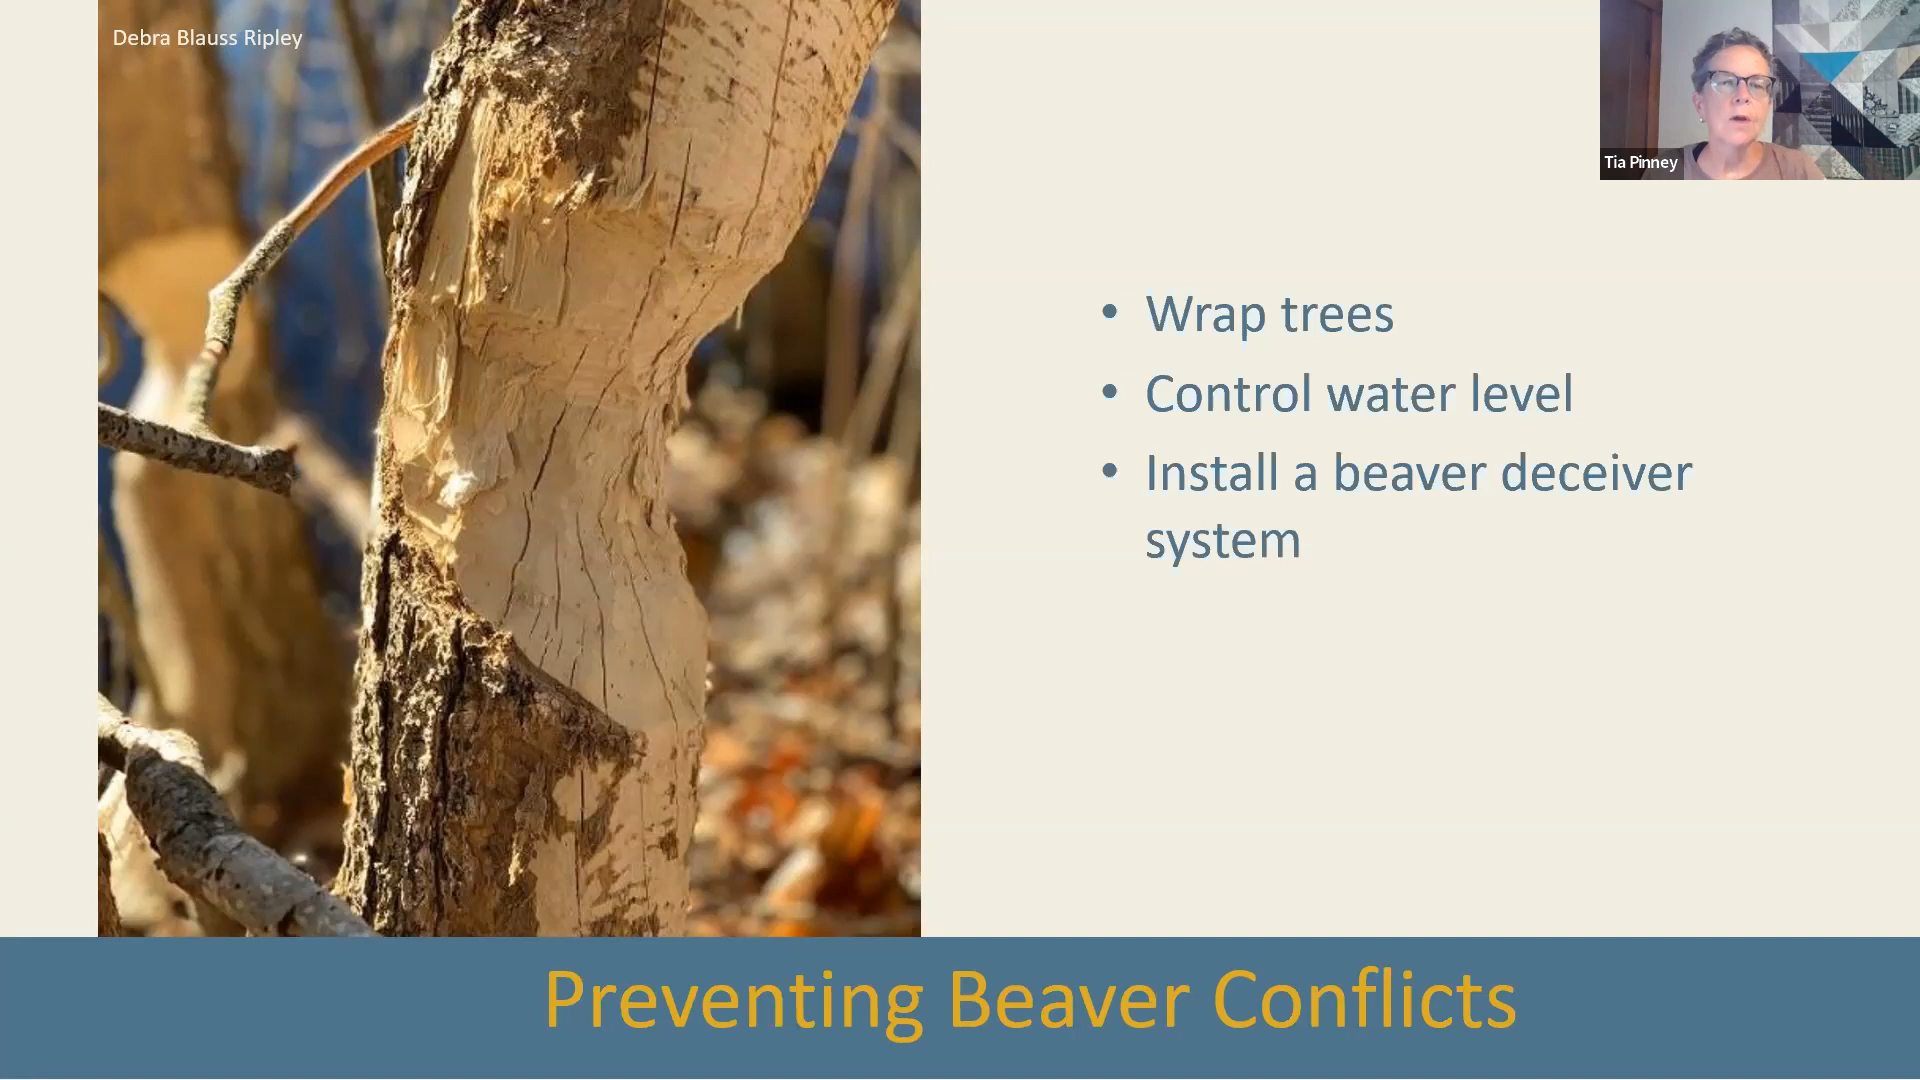 Debra Blauss Ripley
Tia Pinney
• Wrap trees
• Control water level
• Install a beaver deceiver
system
Preventing Beaver Conflicts